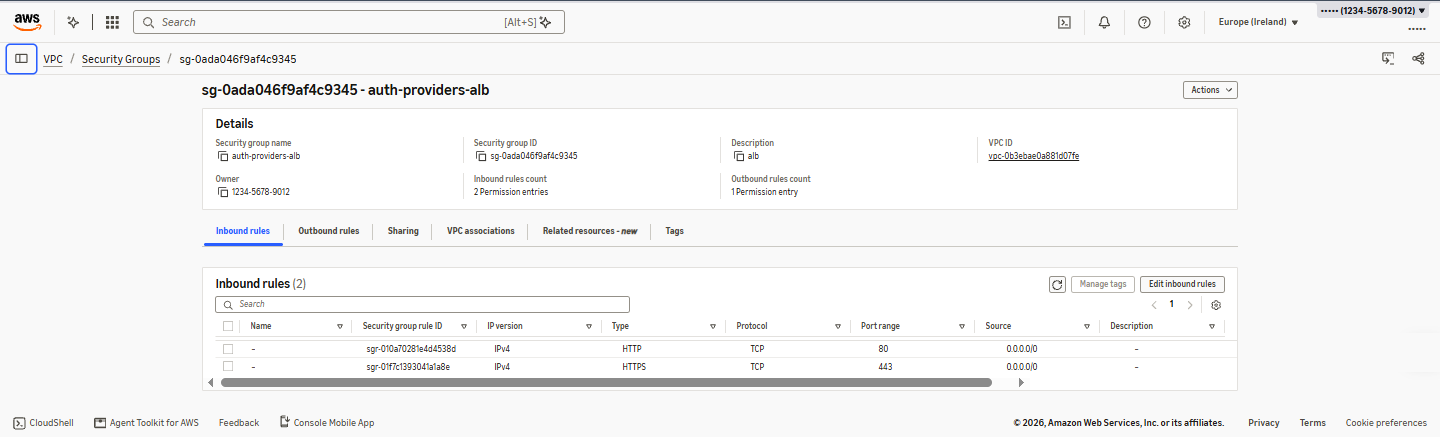 aws
Search [Alt+S]
Europe (Ireland)
(1234-5678-9012)
VPC / Security Groups / sg-0ada046f9af4c9345
sg-0ada046f9af4c9345 - auth-providers-alb
Actions
Details
Security group name
auth-providers-alb
Security group ID
sg-0ada046f9af4c9345
Description
alb
VPC ID
vpc-0b3ebae0a881d07fe
Owner
1234-5678-9012
Inbound rules count
2 Permission entries
Outbound rules count
1 Permission entry
Inbound rules Outbound rules Sharing VPC associations Related resources - new Tags
Inbound rules (2)
Manage tags Edit inbound rules
Search
1
Name Security group rule ID IP version Type Protocol Port range Source Description
– sgr-010a70281e4d4538d IPv4 HTTP TCP 80 0.0.0.0/0 –
– sgr-01f7c1393041a1a8e IPv4 HTTPS TCP 443 0.0.0.0/0 –
CloudShell Agent Toolkit for AWS Feedback Console Mobile App © 2026, Amazon Web Services, Inc. or its affiliates. Privacy Terms Cookie preferences